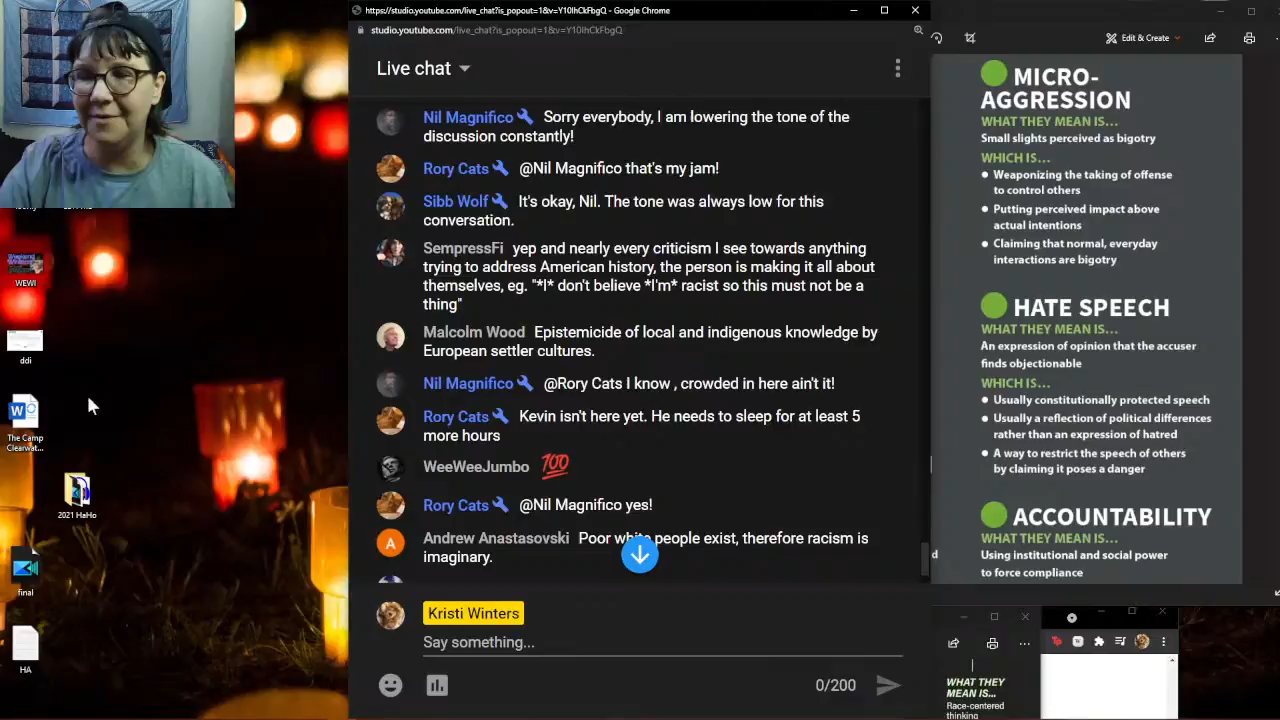 https://studio.youtube.com/live_chat?is_popout=1&v=Y10IhCkFbgQ - Google Chrome
studio.youtube.com/live_chat?is_popout=1&v=Y10IhCkFbgQ
Live chat
Nil Magnifico Sorry everybody, I am lowering the tone of the
discussion constantly!
Rory Cats @Nil Magnifico that's my jam!
Sibb Wolf It's okay, Nil. The tone was always low for this
conversation.
SempressFi yep and nearly every criticism I see towards anything
trying to address American history, the person is making it all about
themselves, eg. "*I* don't believe *I'm* racist so this must not be a
thing"
Malcolm Wood Epistemicide of local and indigenous knowledge by
European settler cultures.
Nil Magnifico @Rory Cats I know , crowded in here ain't it!
Rory Cats Kevin isn't here yet. He needs to sleep for at least 5
more hours
WeeWeeJumbo 100
Rory Cats @Nil Magnifico yes!
A Andrew Anastasovski Poor white people exist, therefore racism is
imaginary.
Kristi Winters
Say something...
0/200
WEWI
ddi
The Camp
Clearwat...
2021 HaHo
final
HA
Edit & Create
MICRO-
AGGRESSION
WHAT THEY MEAN IS...
Small slights perceived as bigotry
WHICH IS...
Weaponizing the taking of offense
to control others
Putting perceived impact above
actual intentions
Claiming that normal, everyday
interactions are bigotry
HATE SPEECH
WHAT THEY MEAN IS...
An expression of opinion that the accuser
finds objectionable
WHICH IS...
Usually constitutionally protected speech
Usually a reflection of political differences
rather than an expression of hatred
A way to restrict the speech of others
by claiming it poses a danger
ACCOUNTABILITY
WHAT THEY MEAN IS...
Using institutional and social power
to force compliance
d
WHAT THEY
MEAN IS...
Race-centered
thinking